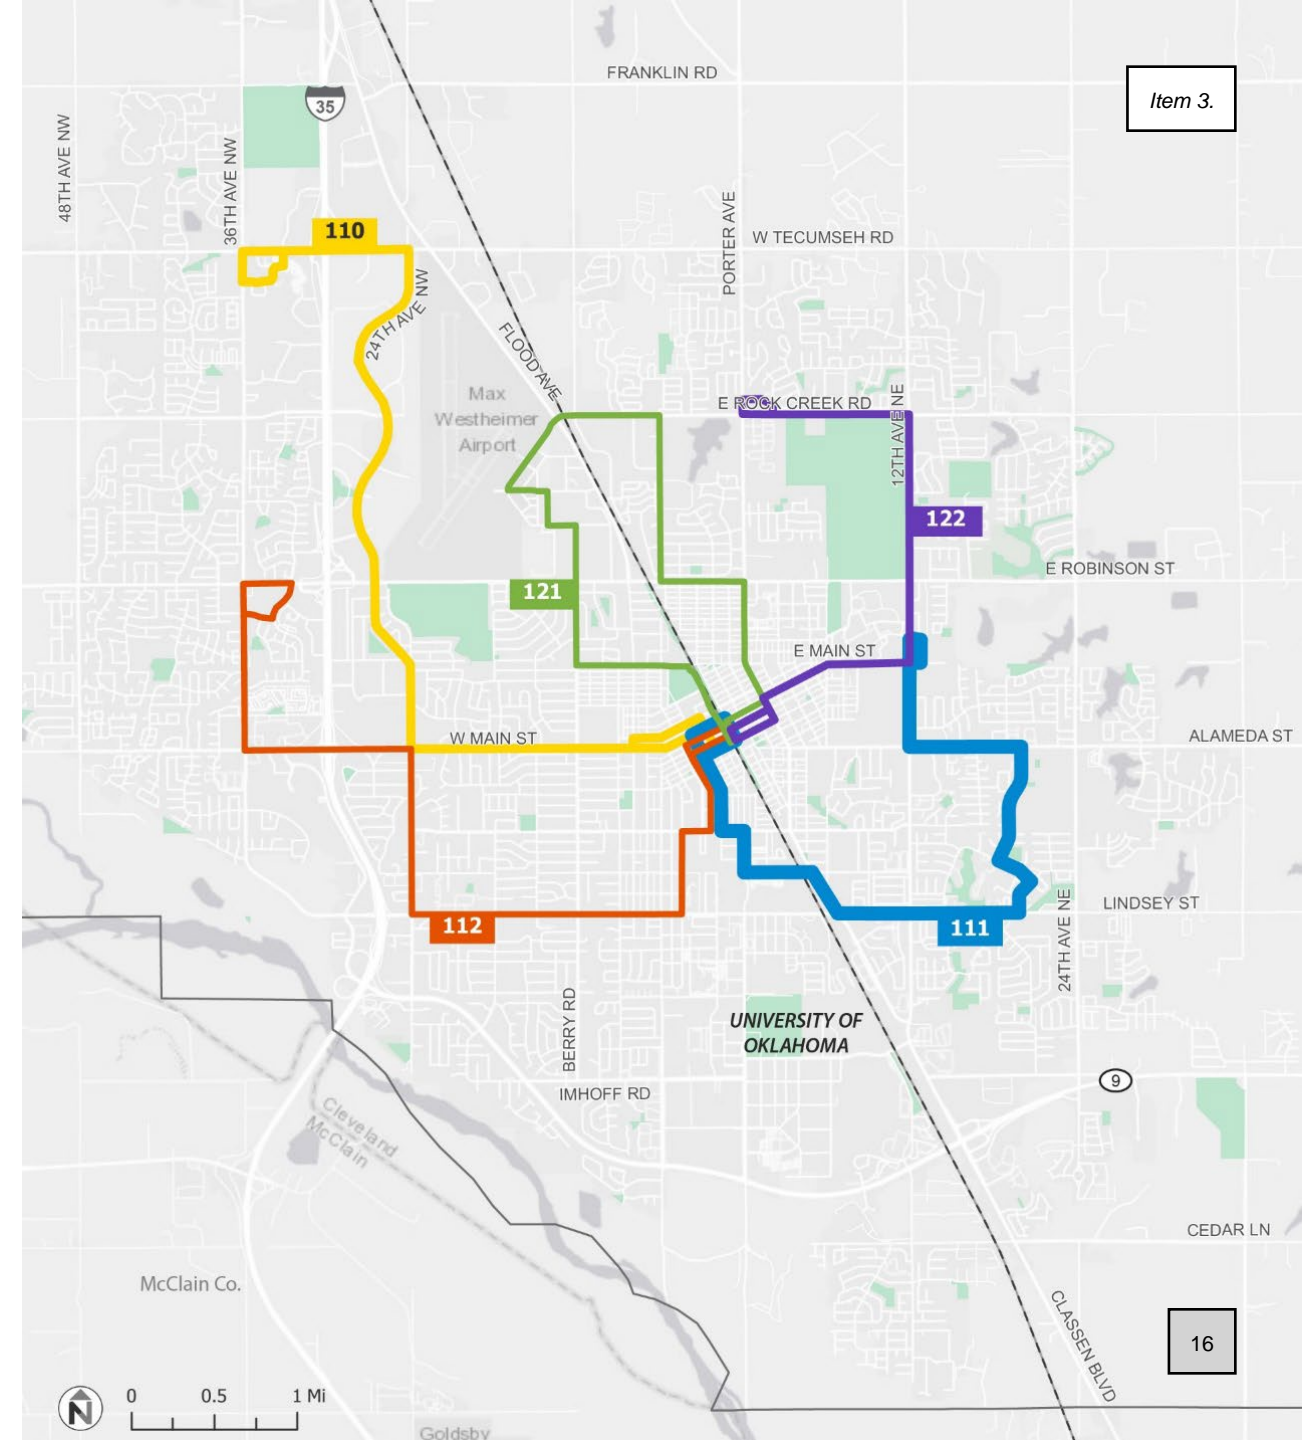 FRANKLIN RD
Item 3.
35
48TH AVE NW
36TH AVE NW
110
PORTER AVE
W TECUMSEH RD
24TH AVE NW
FLOOD AVE
Max
Westheimer
Airport
E ROCK CREEK RD
12TH AVE NE
122
E ROBINSON ST
121
E MAIN ST
W MAIN ST
ALAMEDA ST
112
111
LINDSEY ST
24TH AVE NE
BERRY RD
UNIVERSITY OF
OKLAHOMA
IMHOFF RD
9
Cleveland
McClain
CEDAR LN
McClain Co.
CLASSEN BLVD
16
N
0 0.5 1 Mi
Goldsby